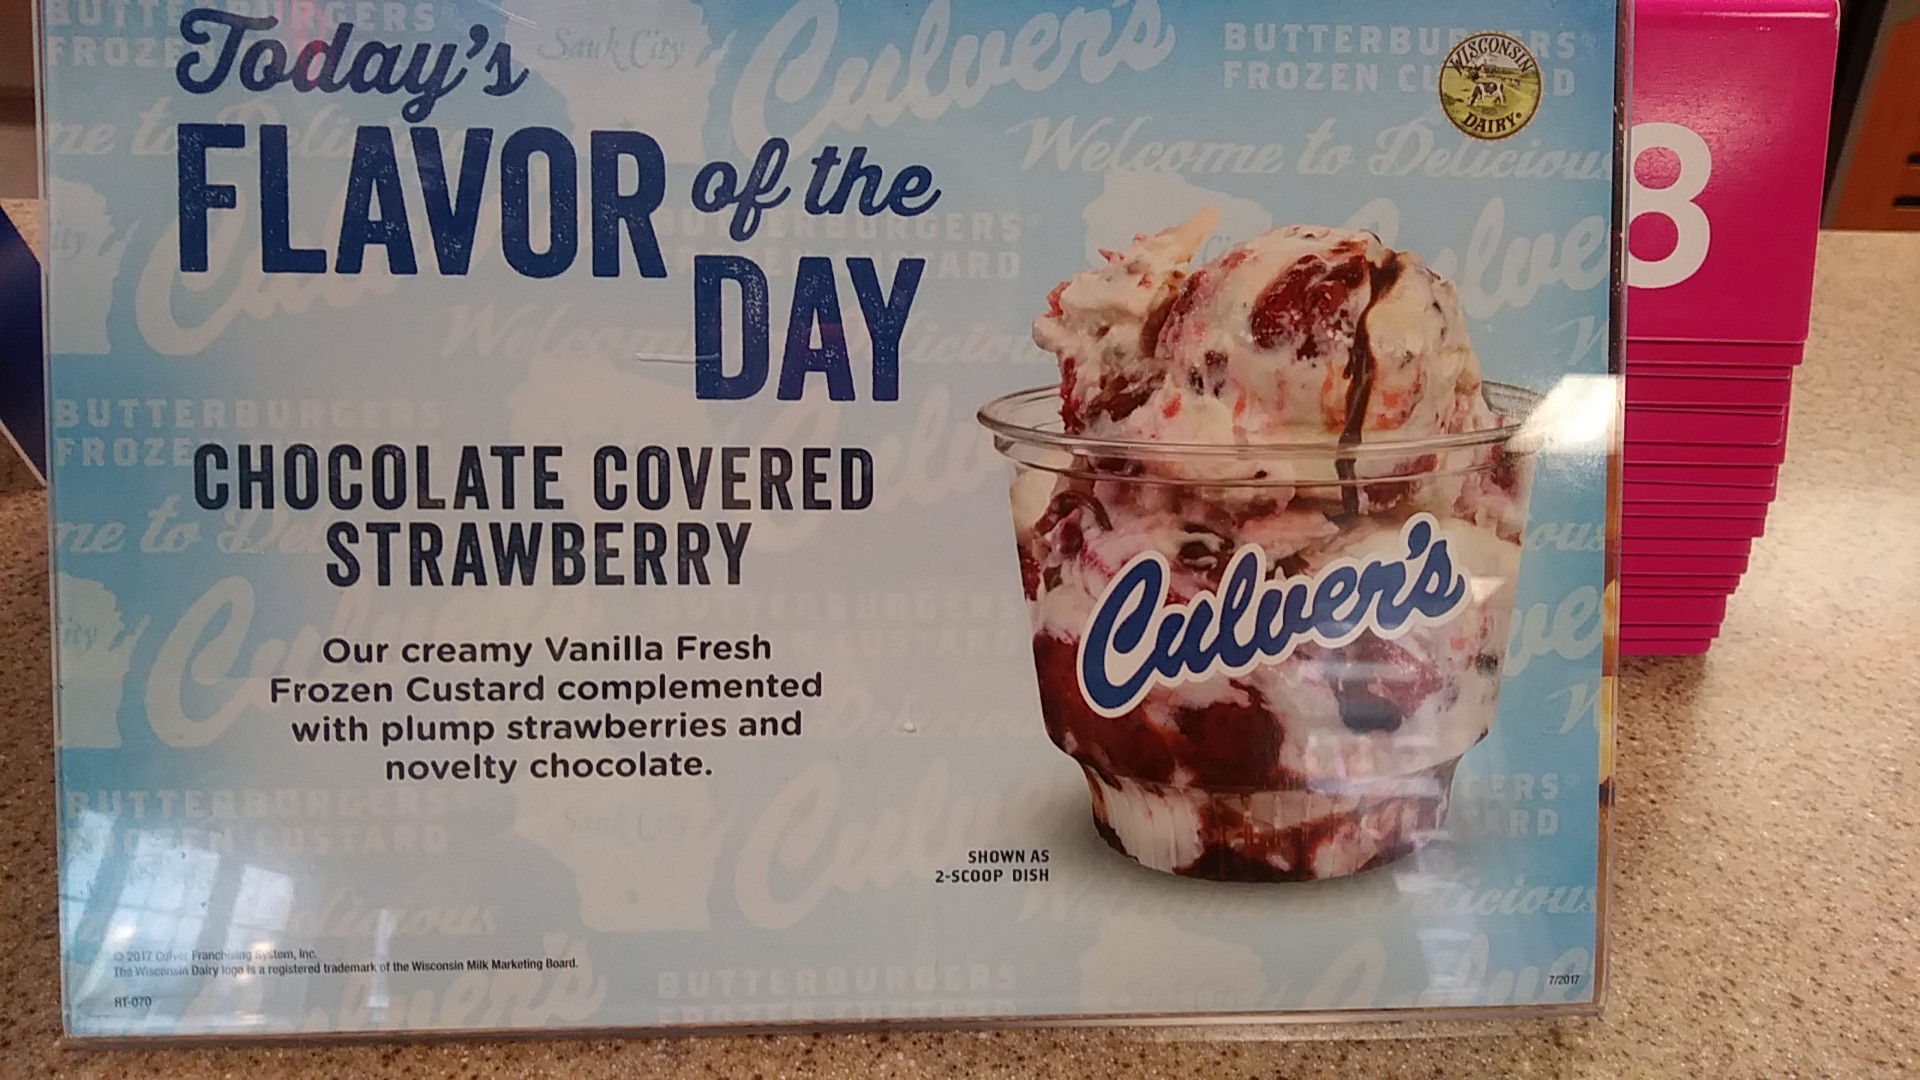 Today's
FLAVOR of the
DAY
CHOCOLATE COVERED
STRAWBERRY
Our creamy Vanilla Fresh
Frozen Custard complemented
with plump strawberries and
novelty chocolate.
WISCONSIN
DAIRY
8
Culver's
SHOWN AS
2-SCOOP DISH
© 2017 Culver Franchising System, Inc.
The Wisconsin Dairy logo is a registered trademark of the Wisconsin Milk Marketing Board.
RT-070
7/2017
Sauk City
Culver's
Welcome to Delicious
BUTTERBURGERS
FROZEN CUSTARD